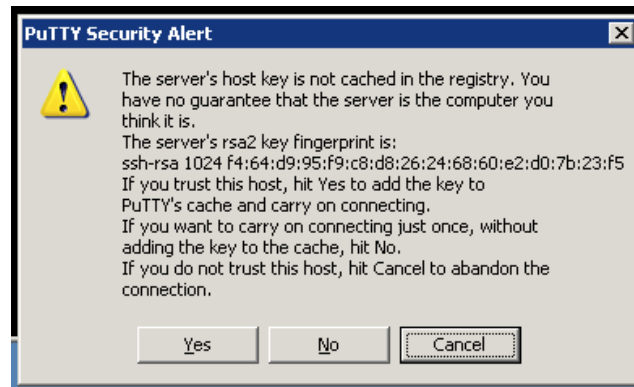 PuTTY Security Alert
The server's host key is not cached in the registry. You
have no guarantee that the server is the computer you
think it is.
The server's rsa2 key fingerprint is:
ssh-rsa 1024 f4:64:d9:95:f9:c8:d8:26:24:68:60:e2:d0:7b:23:f5
If you trust this host, hit Yes to add the key to
PuTTY's cache and carry on connecting.
If you want to carry on connecting just once, without
adding the key to the cache, hit No.
If you do not trust this host, hit Cancel to abandon the
connection.
Yes No Cancel